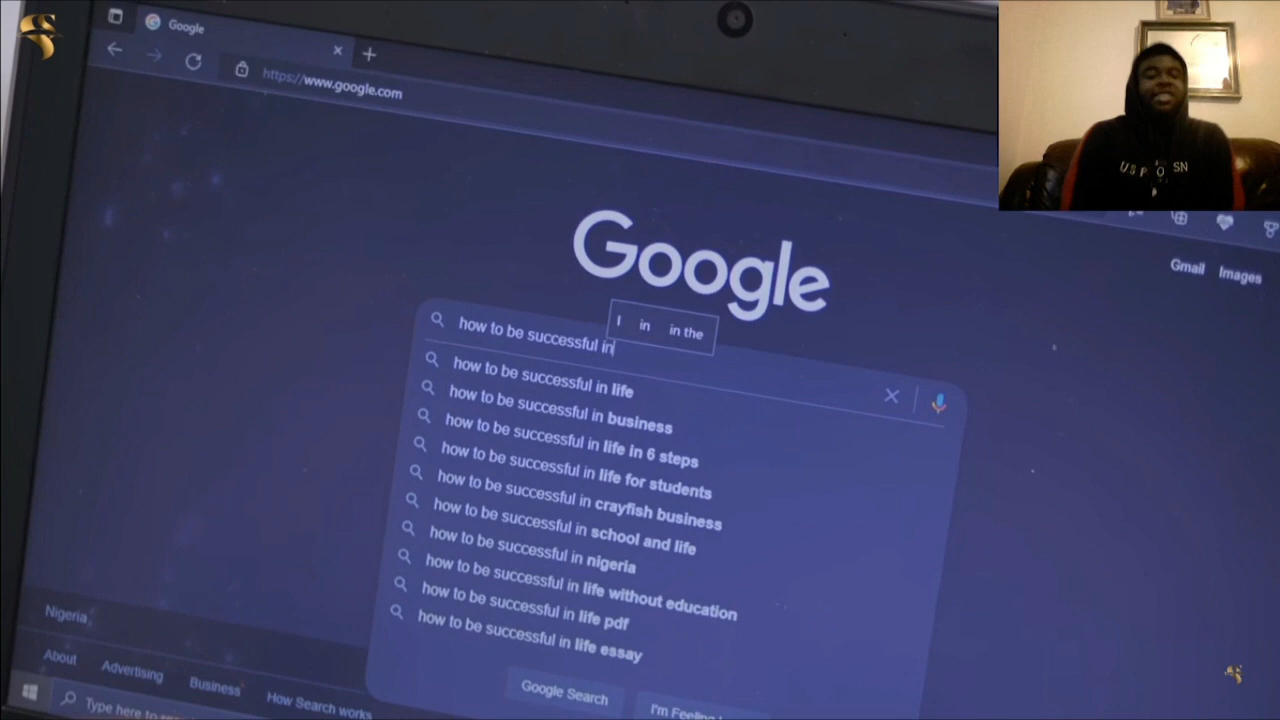 Google
https://www.google.com
Gmail Images
Google
I in in the
how to be successful in
how to be successful in life
how to be successful in business
how to be successful in life in 6 steps
how to be successful in life for students
how to be successful in crayfish business
how to be successful in school and life
how to be successful in nigeria
how to be successful in life without education
how to be successful in life pdf
how to be successful in life essay
Nigeria
About Advertising Business How Search works
Google Search I'm Feeling
Type here to